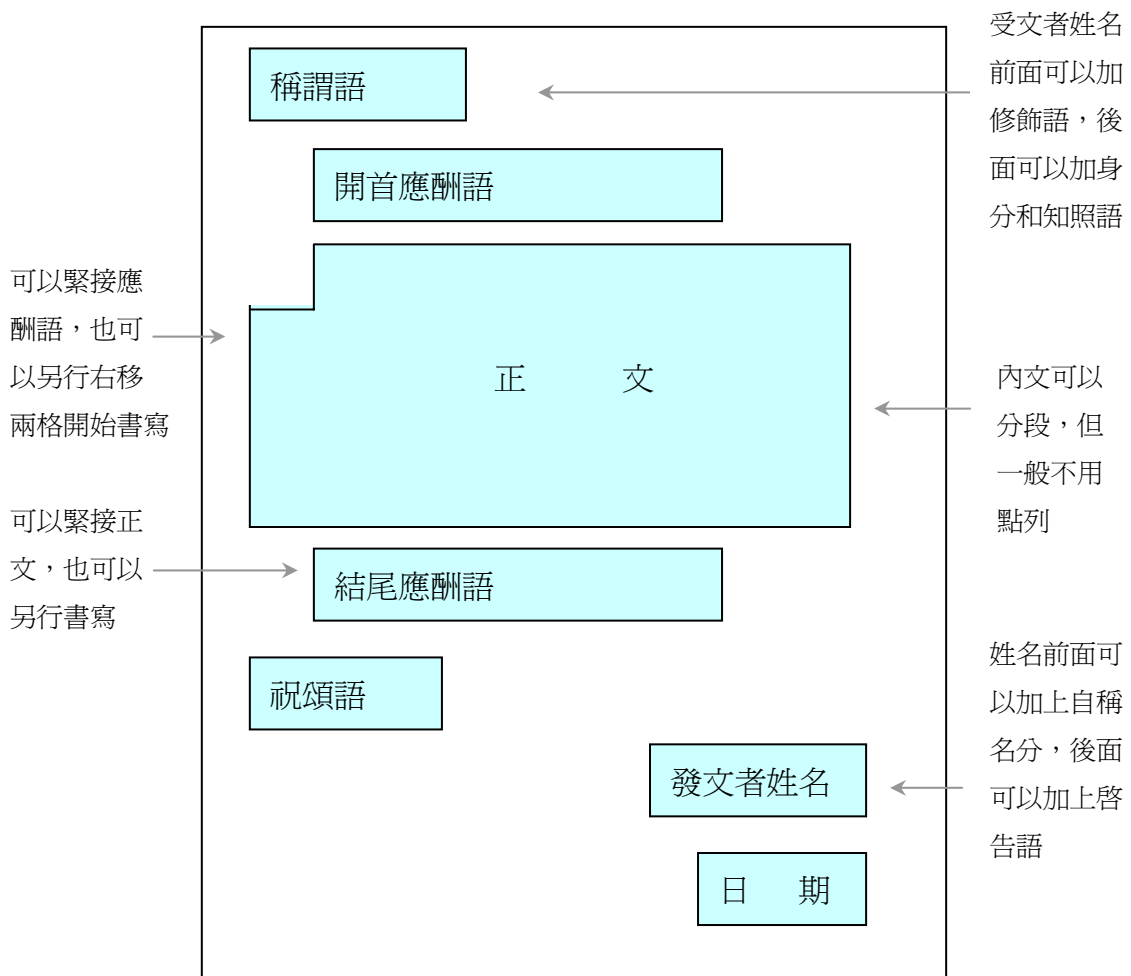 受文者姓名
前面可以加
修飾語，後
面可以加身
分和知照語
稱謂語
開首應酬語
可以緊接應
酬語，也可
以另行右移
兩格開始書寫
正　　文
內文可以
分段，但
一般不用
點列
可以緊接正
文，也可以
另行書寫
結尾應酬語
祝頌語
姓名前面可
以加上自稱
名分，後面
可以加上啓
告語
發文者姓名
日　期